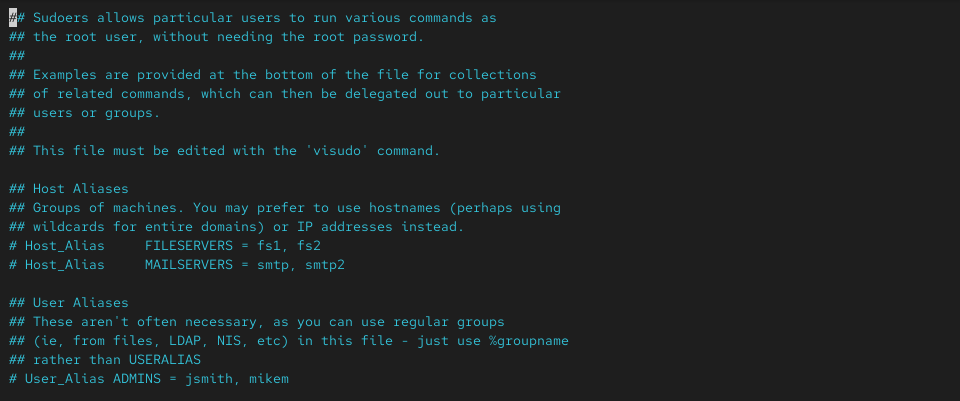 ## Sudoers allows particular users to run various commands as
## the root user, without needing the root password.
##
## Examples are provided at the bottom of the file for collections
## of related commands, which can then be delegated out to particular
## users or groups.
##
## This file must be edited with the 'visudo' command.

## Host Aliases
## Groups of machines. You may prefer to use hostnames (perhaps using
## wildcards for entire domains) or IP addresses instead.
# Host_Alias     FILESERVERS = fs1, fs2
# Host_Alias     MAILSERVERS = smtp, smtp2

## User Aliases
## These aren't often necessary, as you can use regular groups
## (ie, from files, LDAP, NIS, etc) in this file - just use %groupname
## rather than USERALIAS
# User_Alias ADMINS = jsmith, mikem